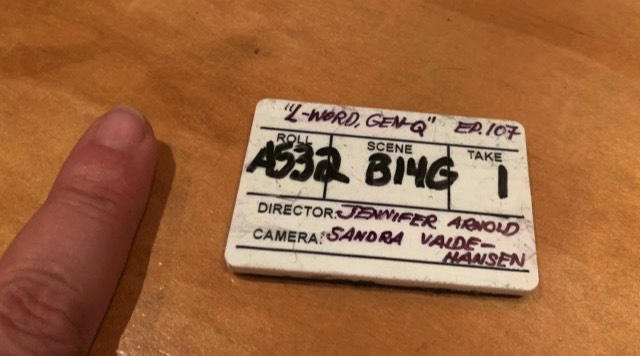 "L-WORD, GEN-Q" EP. 107
ROLL SCENE TAKE
A532 B14G 1
DIRECTOR: JENNIFER ARNOLD
CAMERA: SANDRA VALDE-
HANSEN